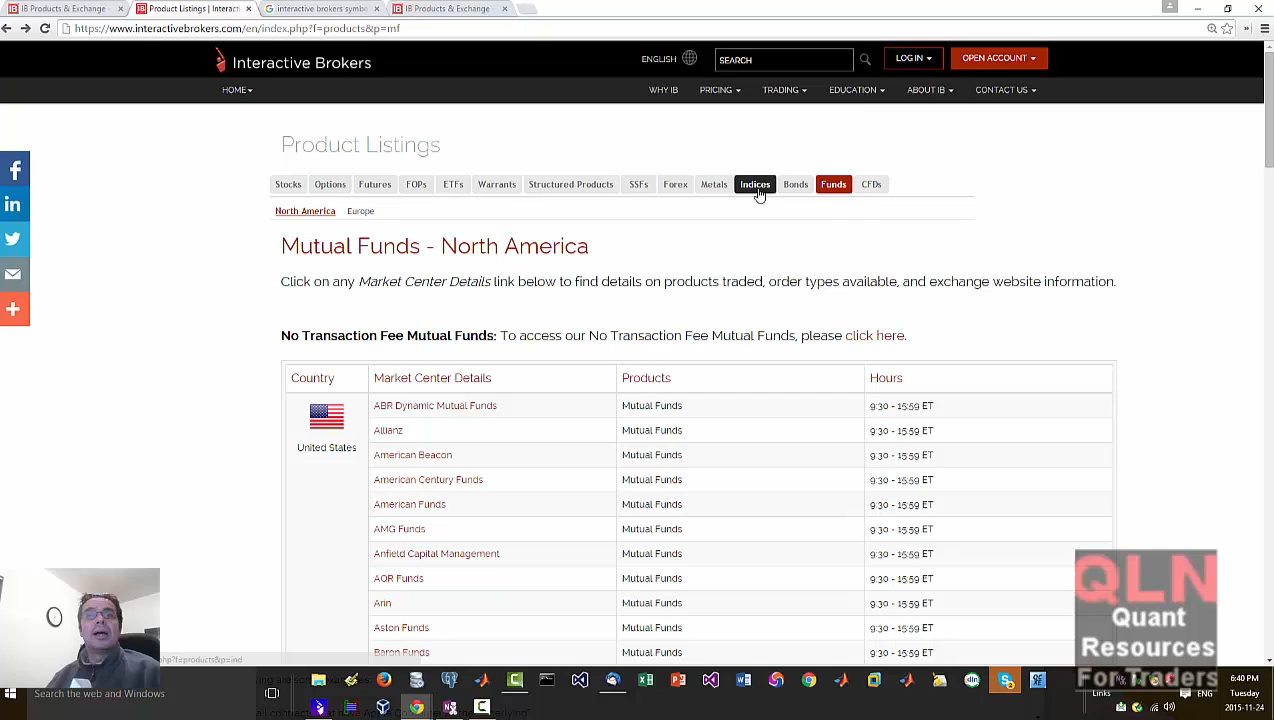 IB Products & Exchange
Product Listings | Interacti
interactive brokers symbo
IB Products & Exchange
https://www.interactivebrokers.com/en/index.php?f=products&p=mf
Interactive Brokers
ENGLISH
SEARCH
LOG IN
OPEN ACCOUNT
HOME
WHY IB
PRICING
TRADING
EDUCATION
ABOUT IB
CONTACT US
Product Listings
Stocks Options Futures FOPs ETFs Warrants Structured Products SSFs Forex Metals Indices Bonds Funds CFDs
North America Europe
Mutual Funds - North America
Click on any Market Center Details link below to find details on products traded, order types available, and exchange website information.
No Transaction Fee Mutual Funds: To access our No Transaction Fee Mutual Funds, please click here.
Country Market Center Details Products Hours
United States
ABR Dynamic Mutual Funds Mutual Funds 9:30 - 15:59 ET
Allianz Mutual Funds 9:30 - 15:59 ET
American Beacon Mutual Funds 9:30 - 15:59 ET
American Century Funds Mutual Funds 9:30 - 15:59 ET
American Funds Mutual Funds 9:30 - 15:59 ET
AMG Funds Mutual Funds 9:30 - 15:59 ET
Anfield Capital Management Mutual Funds 9:30 - 15:59 ET
AQR Funds Mutual Funds 9:30 - 15:59 ET
Arin Mutual Funds 9:30 - 15:59 ET
Aston Funds Mutual Funds 9:30 - 15:59 ET
Baron Funds Mutual Funds 9:30 - 15:59 ET
QLN
Quant
Resources
For Traders
php?f=products&p=ind
Search the web and Windows
Links
ENG
6:40 PM
Tuesday
2015-11-24